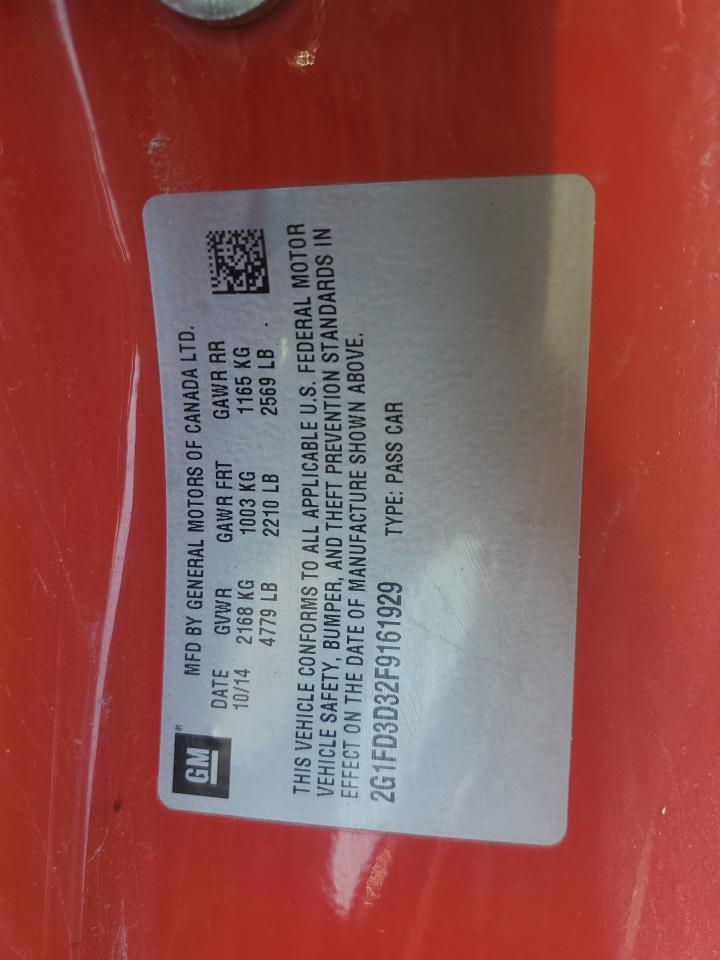 GM®
MFD BY GENERAL MOTORS OF CANADA LTD.
DATE GVWR GAWR FRT GAWR RR
10/14 2168 KG 1003 KG 1165 KG
4779 LB 2210 LB 2569 LB
THIS VEHICLE CONFORMS TO ALL APPLICABLE U.S. FEDERAL MOTOR
VEHICLE SAFETY, BUMPER, AND THEFT PREVENTION STANDARDS IN
EFFECT ON THE DATE OF MANUFACTURE SHOWN ABOVE.
2G1FD3D32F9161929 TYPE: PASS CAR